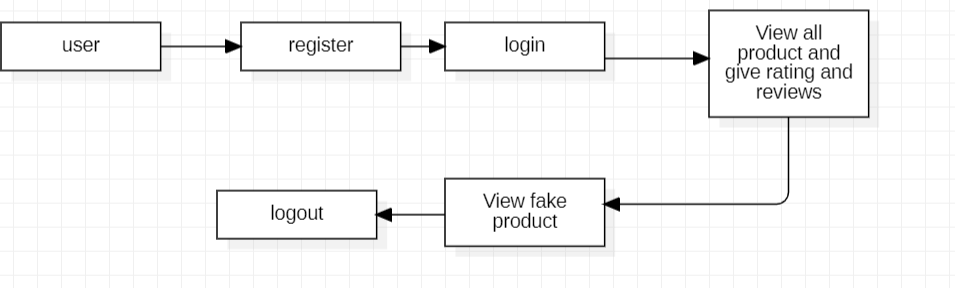 user
register
login
View all
product and
give rating and
reviews
View fake
product
logout